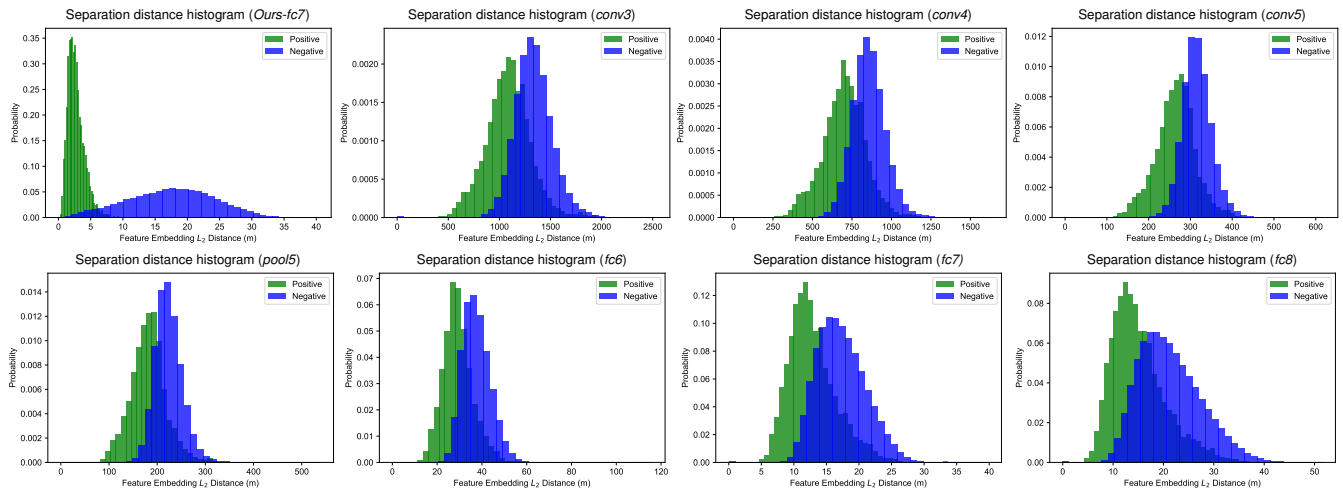 Separation distance histogram (Ours-fc7)
Positive
Negative
Probability
0.35
0.30
0.25
0.20
0.15
0.10
0.05
0.00
0 5 10 15 20 25 30 35 40
Feature Embedding L2 Distance (m)
Separation distance histogram (conv3)
Positive
Negative
Probability
0.0020
0.0015
0.0010
0.0005
0.0000
0 500 1000 1500 2000 2500
Feature Embedding L2 Distance (m)
Separation distance histogram (conv4)
Positive
Negative
Probability
0.0040
0.0035
0.0030
0.0025
0.0020
0.0015
0.0010
0.0005
0.0000
0 250 500 750 1000 1250 1500
Feature Embedding L2 Distance (m)
Separation distance histogram (conv5)
Positive
Negative
Probability
0.012
0.010
0.008
0.006
0.004
0.002
0.000
0 100 200 300 400 500 600
Feature Embedding L2 Distance (m)
Separation distance histogram (pool5)
Positive
Negative
Probability
0.014
0.012
0.010
0.008
0.006
0.004
0.002
0.000
0 100 200 300 400 500
Feature Embedding L2 Distance (m)
Separation distance histogram (fc6)
Positive
Negative
Probability
0.07
0.06
0.05
0.04
0.03
0.02
0.01
0.00
0 20 40 60 80 100 120
Feature Embedding L2 Distance (m)
Separation distance histogram (fc7)
Positive
Negative
Probability
0.12
0.10
0.08
0.06
0.04
0.02
0.00
0 5 10 15 20 25 30 35 40
Feature Embedding L2 Distance (m)
Separation distance histogram (fc8)
Positive
Negative
Probability
0.08
0.06
0.04
0.02
0.00
0 10 20 30 40 50
Feature Embedding L2 Distance (m)